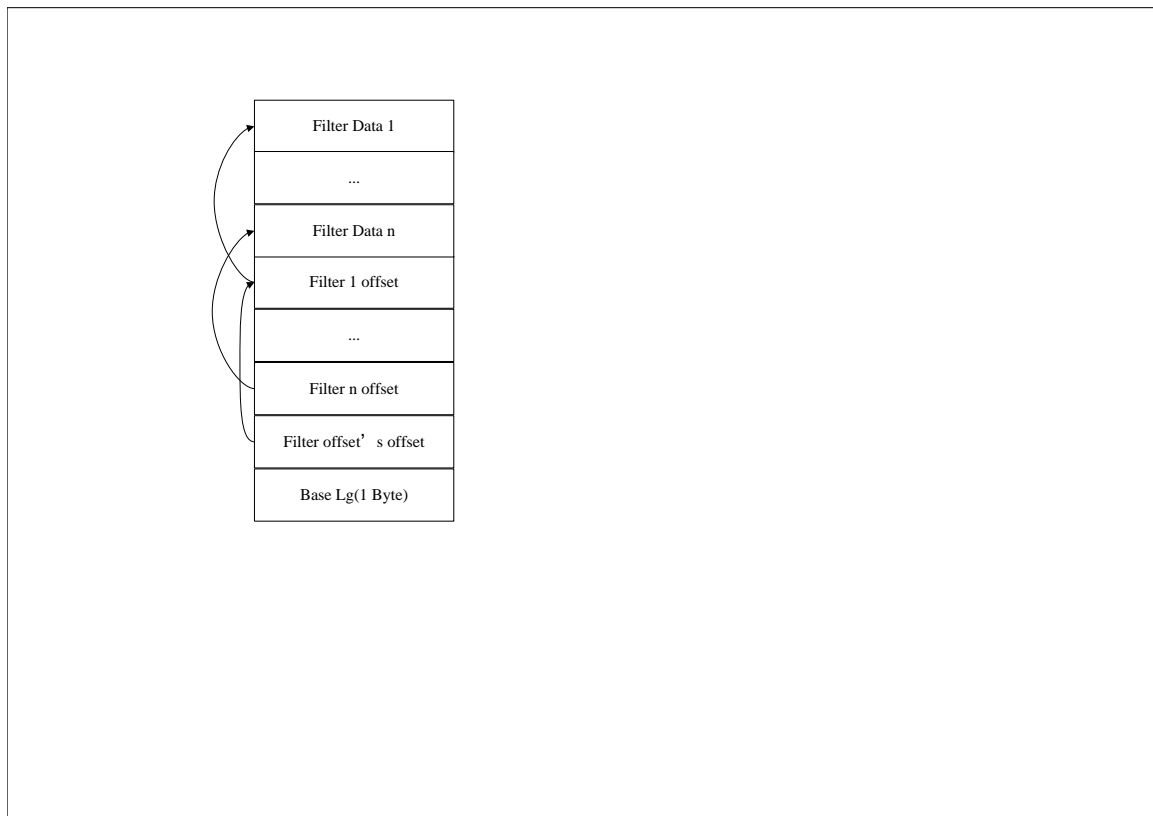 Filter Data 1
...
Filter Data n
Filter 1 offset
...
Filter n offset
Filter offset’ s offset
Base Lg(1 Byte)